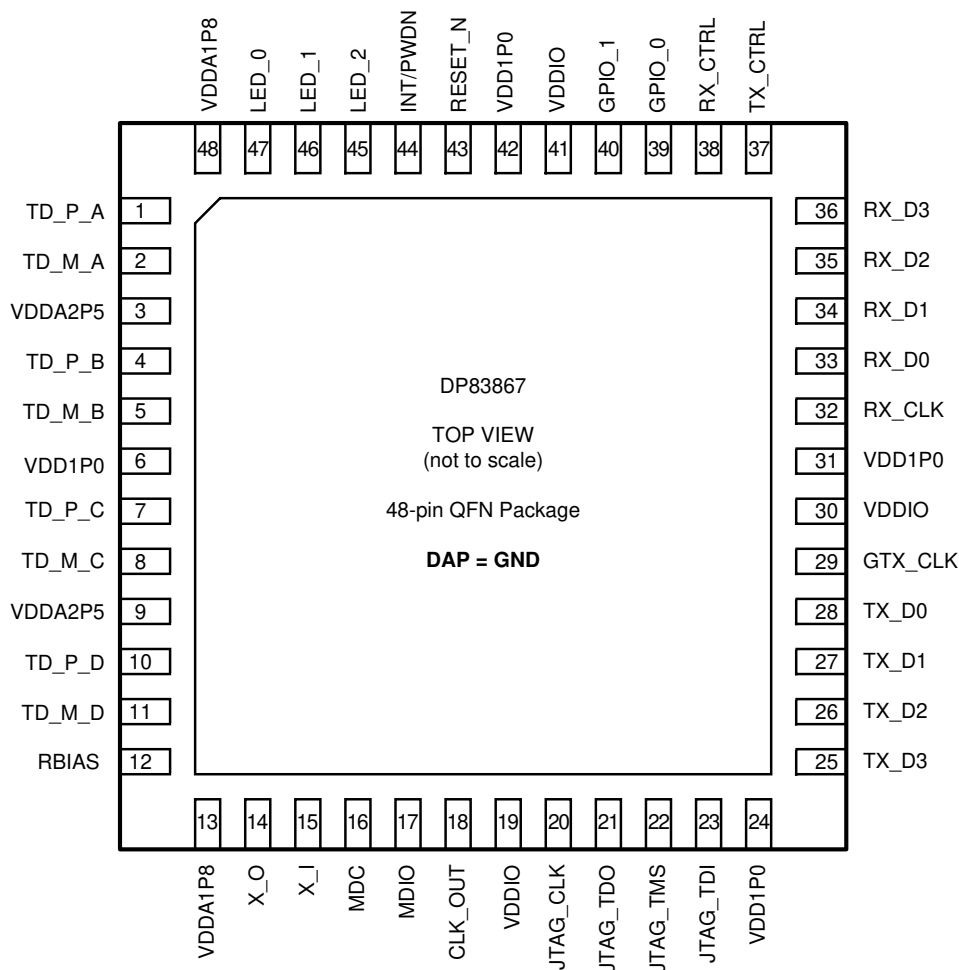 VDDA1P8
LED_0
LED_1
LED_2
INT/PWDN
RESET_N
VDD1P0
VDDIO
GPIO_1
GPIO_0
RX_CTRL
TX_CTRL
48 47 46 45 44 43 42 41 40 39 38 37
TD_P_A 1
36 RX_D3
TD_M_A 2
35 RX_D2
VDDA2P5 3
34 RX_D1
TD_P_B 4
33 RX_D0
DP83867
TD_M_B 5
32 RX_CLK
TOP VIEW
(not to scale)
VDD1P0 6
31 VDD1P0
TD_P_C 7
48-pin QFN Package
30 VDDIO
TD_M_C 8
DAP = GND
29 GTX_CLK
VDDA2P5 9
28 TX_D0
TD_P_D 10
27 TX_D1
TD_M_D 11
26 TX_D2
RBIAS 12
25 TX_D3
13 14 15 16 17 18 19 20 21 22 23 24
VDDA1P8
X_O
X_I
MDC
MDIO
CLK_OUT
VDDIO
JTAG_CLK
JTAG_TDO
JTAG_TMS
JTAG_TDI
VDD1P0